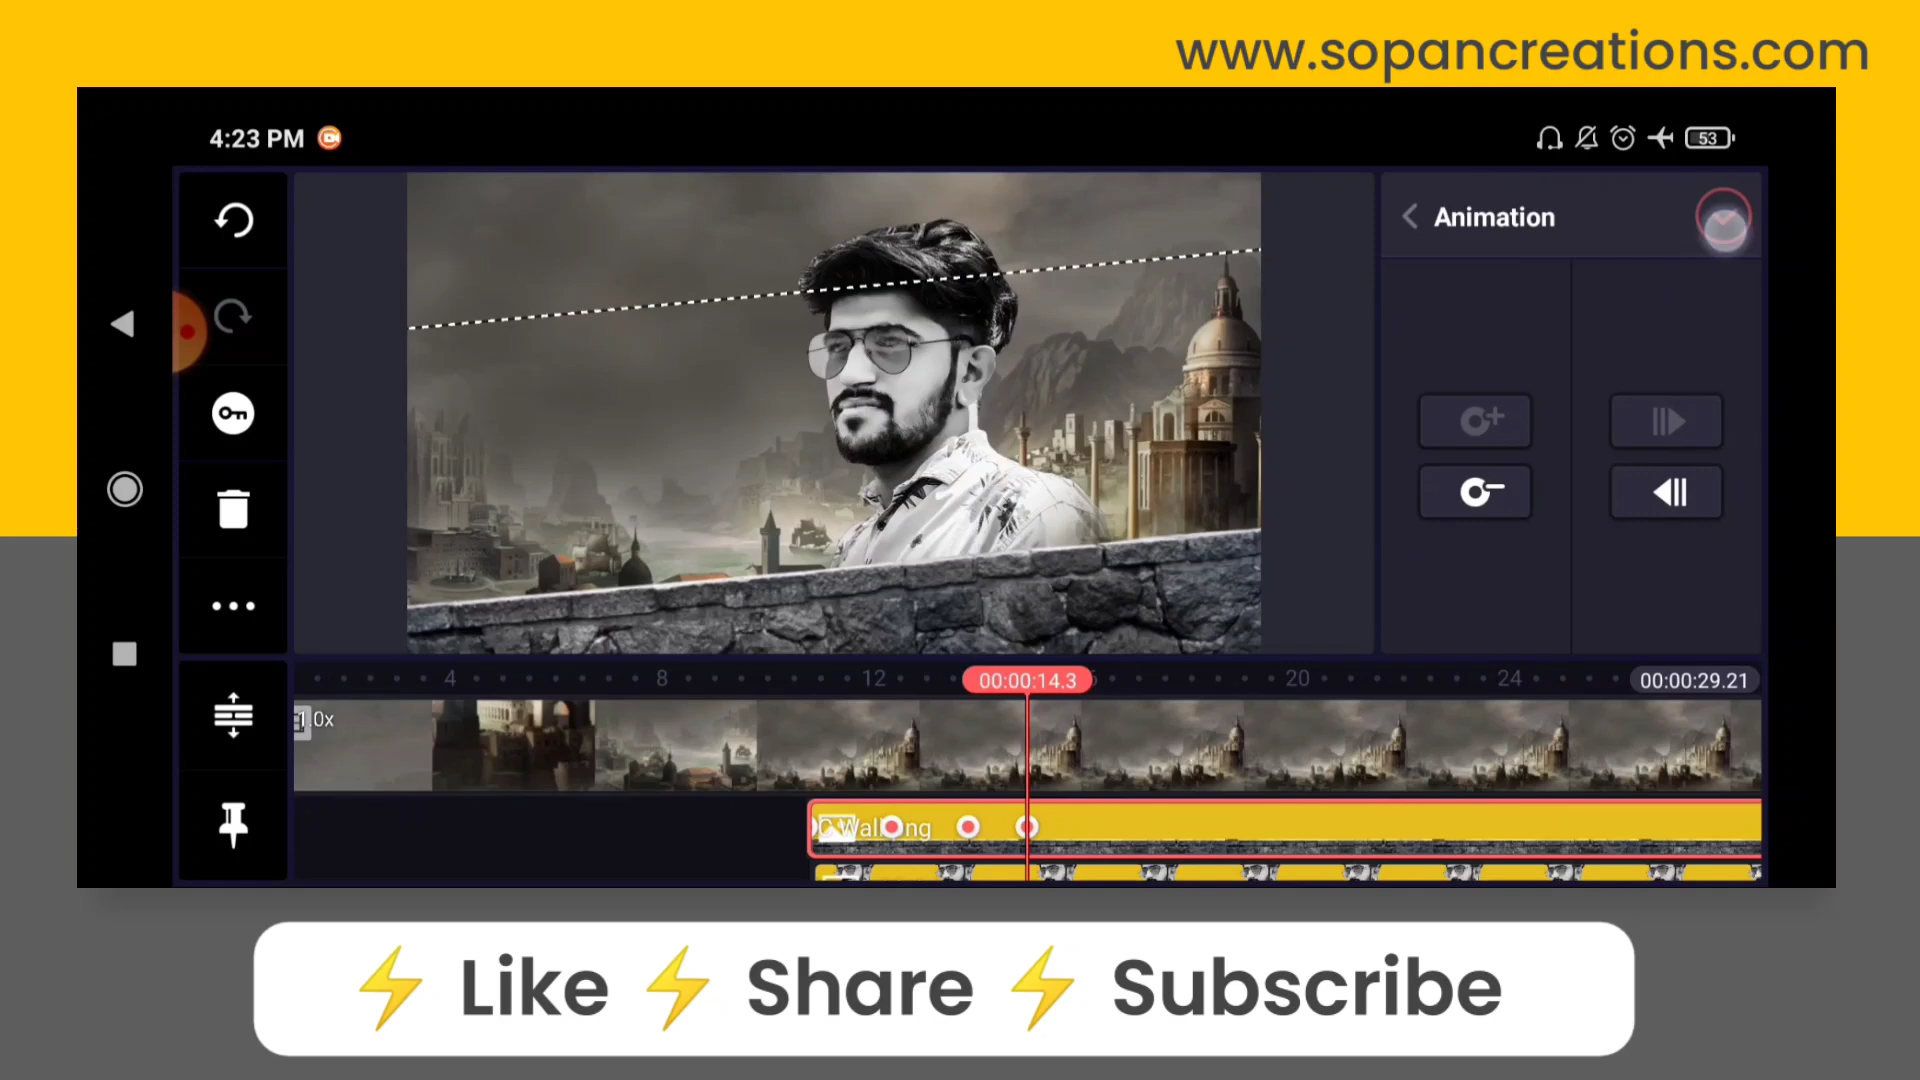 www.sopancreations.com
4:23 PM
53
Animation
4
8
12
00:00:14.3
20
24
00:00:29.21
1.0x
⚡ Like ⚡ Share ⚡ Subscribe